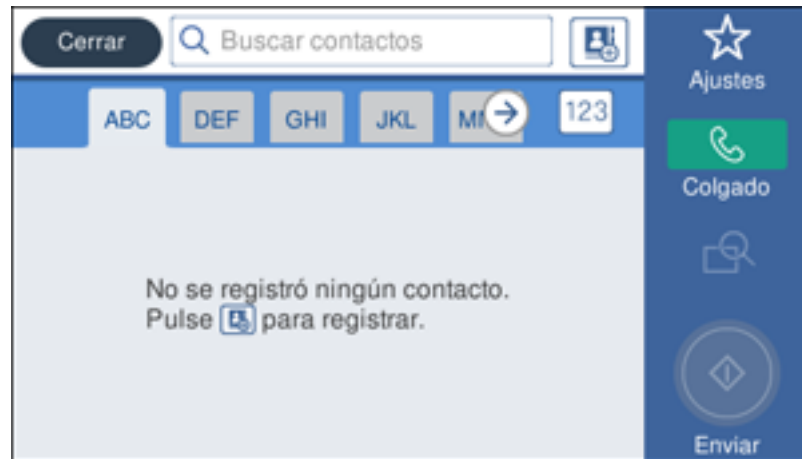 Cerrar
Buscar contactos
Ajustes
ABC
DEF
GHI
JKL
123
Colgado
No se registró ningún contacto.
Pulse para registrar.
Enviar